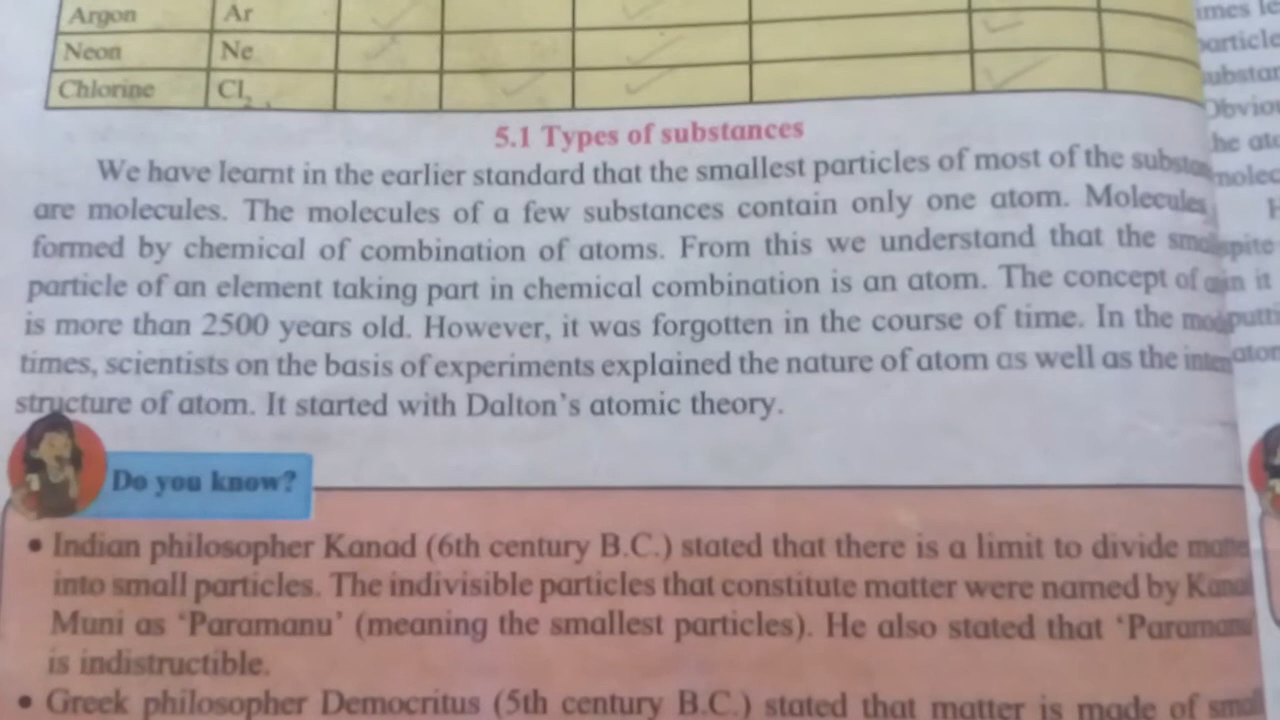 Argon Ar
Neon Ne
Chlorine Cl₂
5.1 Types of substances
We have learnt in the earlier standard that the smallest particles of most of the
are molecules. The molecules of a few substances contain only one atom. Molecules
formed by chemical of combination of atoms. From this we understand that the
particle of an element taking part in chemical combination is an atom. The concept of
is more than 2500 years old. However, it was forgotten in the course of time. In the
times, scientists on the basis of experiments explained the nature of atom as well as the
structure of atom. It started with Dalton's atomic theory.
Do you know?
• Indian philosopher Kanad (6th century B.C.) stated that there is a limit to divide
into small particles. The indivisible particles that constitute matter were named by
Muni as 'Paramanu' (meaning the smallest particles). He also stated that
is indistructible.
• Greek philosopher Democritus (5th century B.C.) stated that matter is made of